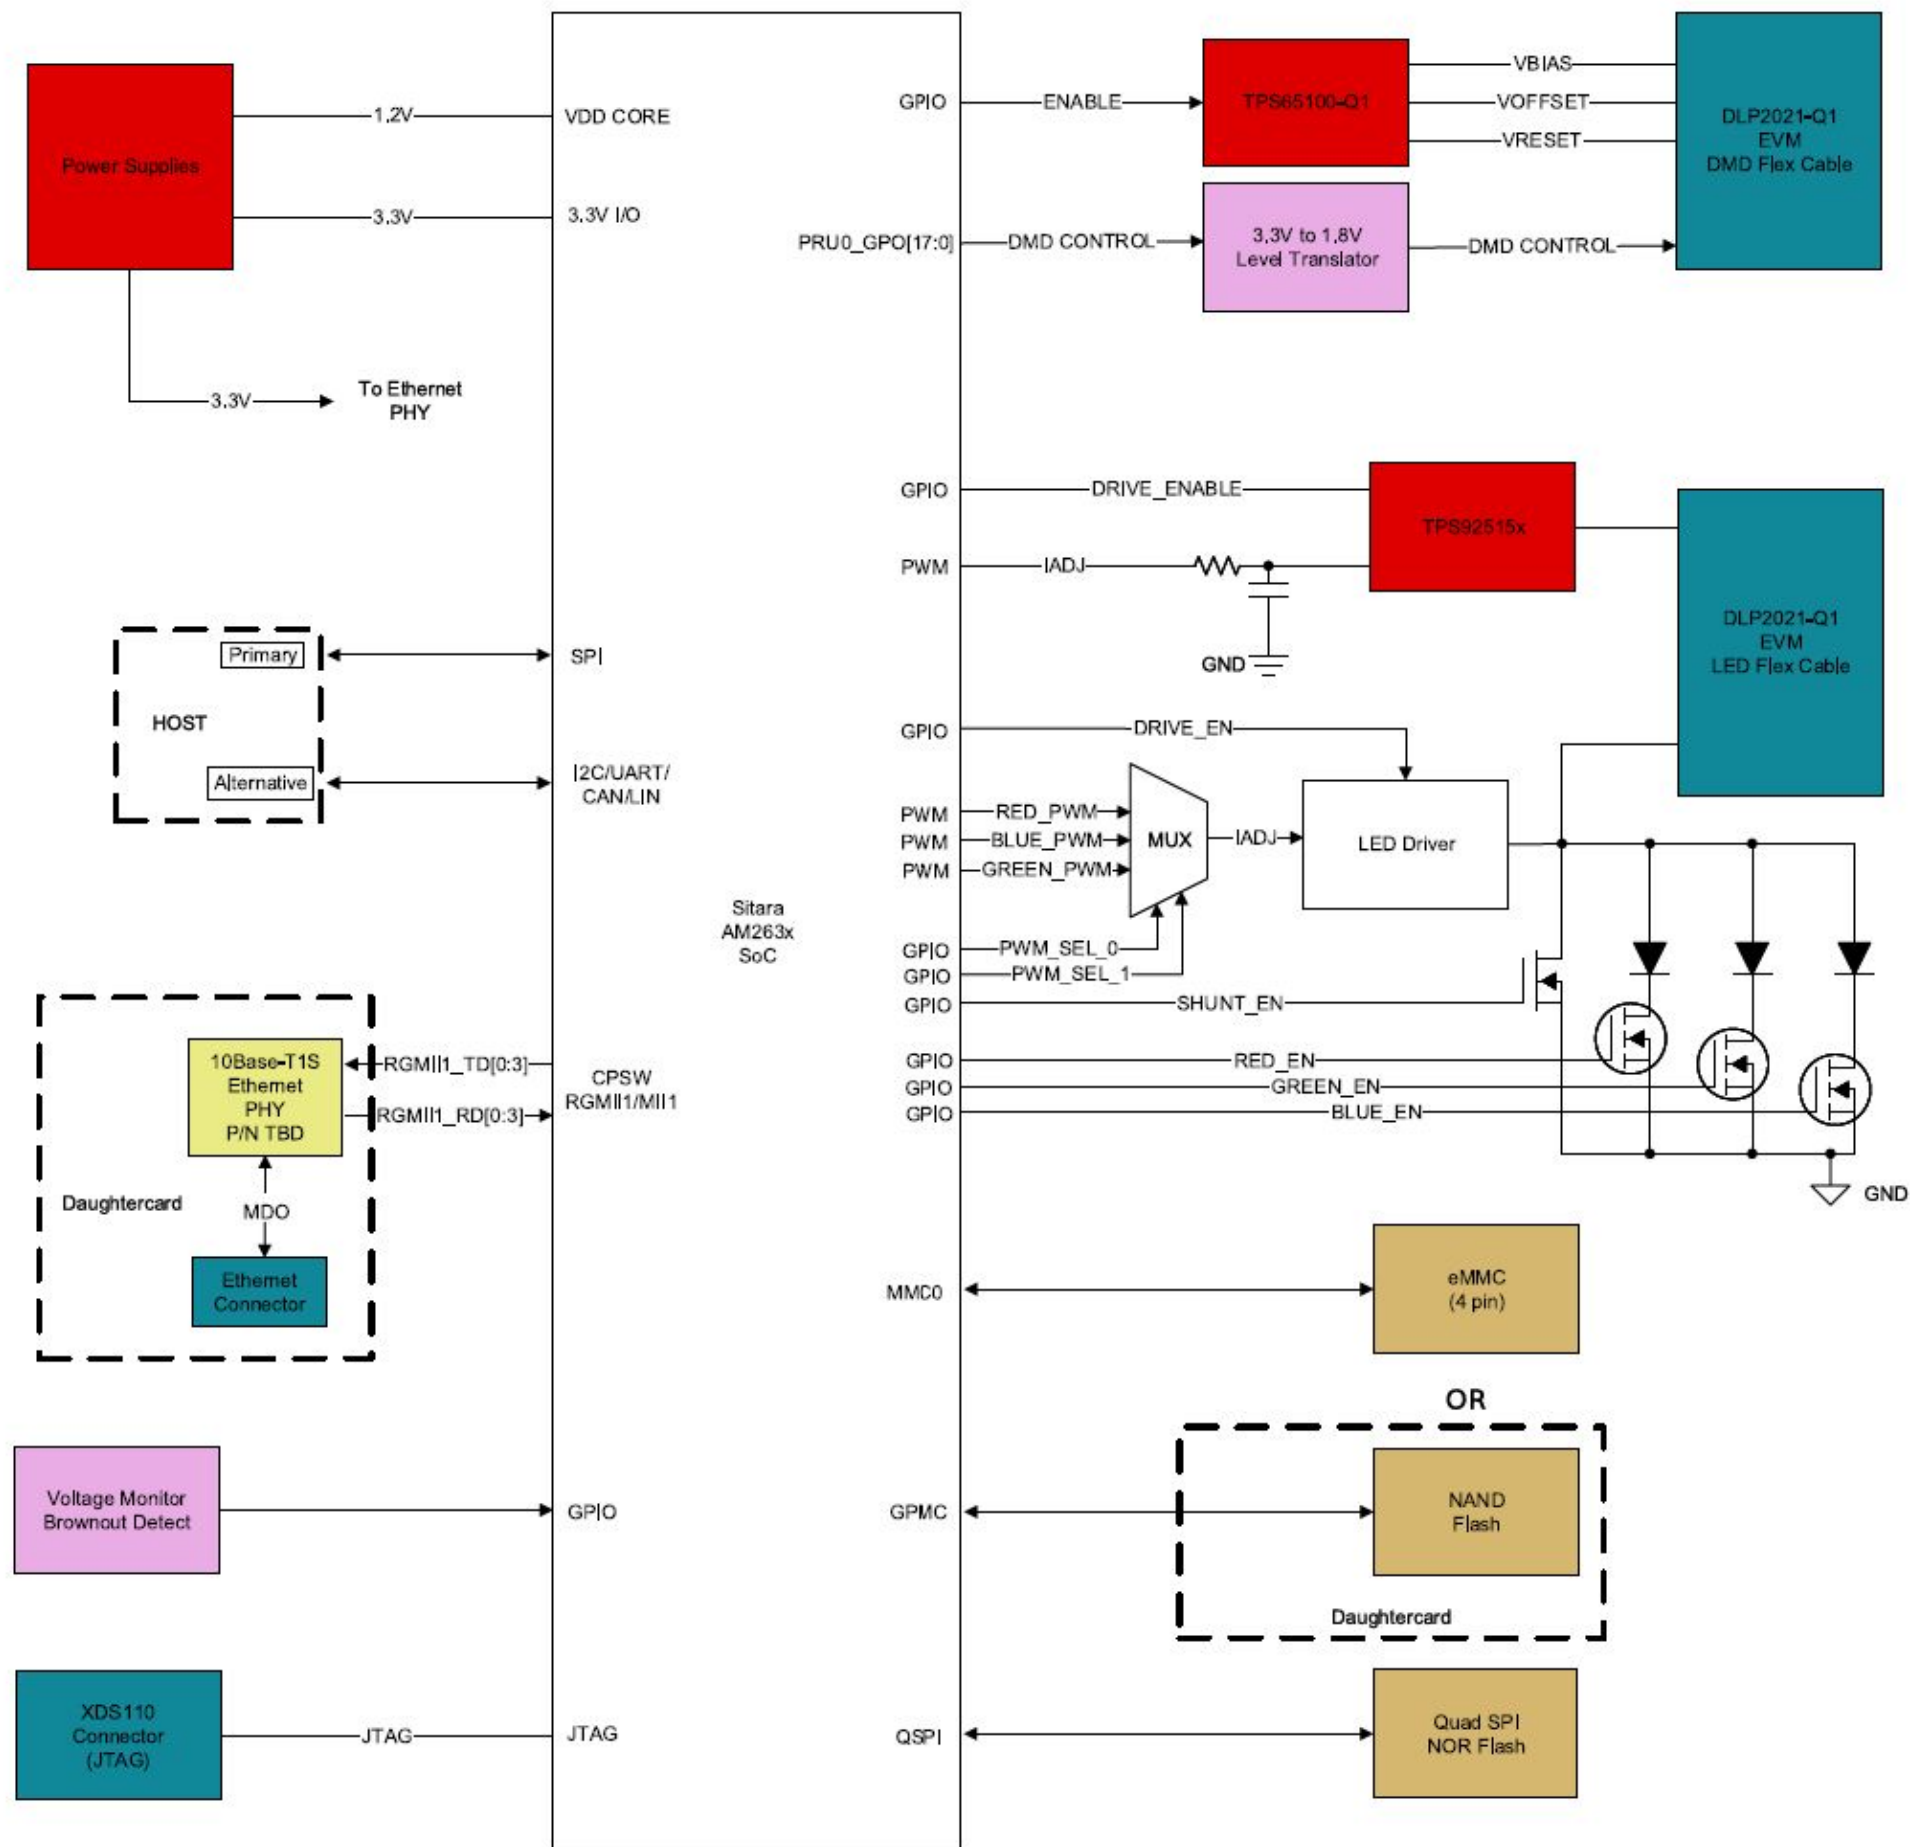 Power Supplies
1.2V
3.3V
3.3V
To Ethernet
PHY
VDD CORE
3.3V I/O
GPIO
ENABLE
TPS65100-Q1
VBIAS
VOFFSET
VRESET
DLP2021-Q1
EVM
DMD Flex Cable
PRU0_GPO[17:0]
DMD CONTROL
3.3V to 1.8V
Level Translator
DMD CONTROL
GPIO
DRIVE_ENABLE
TPS92515x
PWM
IADJ
GND
DLP2021-Q1
EVM
LED Flex Cable
Primary
HOST
Alternative
SPI
I2C/UART/
CAN/LIN
GPIO
DRIVE_EN
PWM
RED_PWM
PWM
BLUE_PWM
PWM
GREEN_PWM
MUX
IADJ
LED Driver
Sitara
AM263x
SoC
GPIO
PWM_SEL_0
GPIO
PWM_SEL_1
GPIO
SHUNT_EN
GPIO
RED_EN
GPIO
GREEN_EN
GPIO
BLUE_EN
GND
10Base-T1S
Ethernet
PHY
P/N TBD
RGMII1_TD[0:3]
RGMII1_RD[0:3]
CPSW
RGMII1/MII1
Daughtercard
MDO
Ethernet
Connector
MMC0
eMMC
(4 pin)
OR
Voltage Monitor
Brownout Detect
GPIO
GPMC
NAND
Flash
Daughtercard
XDS110
Connector
(JTAG)
JTAG
JTAG
QSPI
Quad SPI
NOR Flash